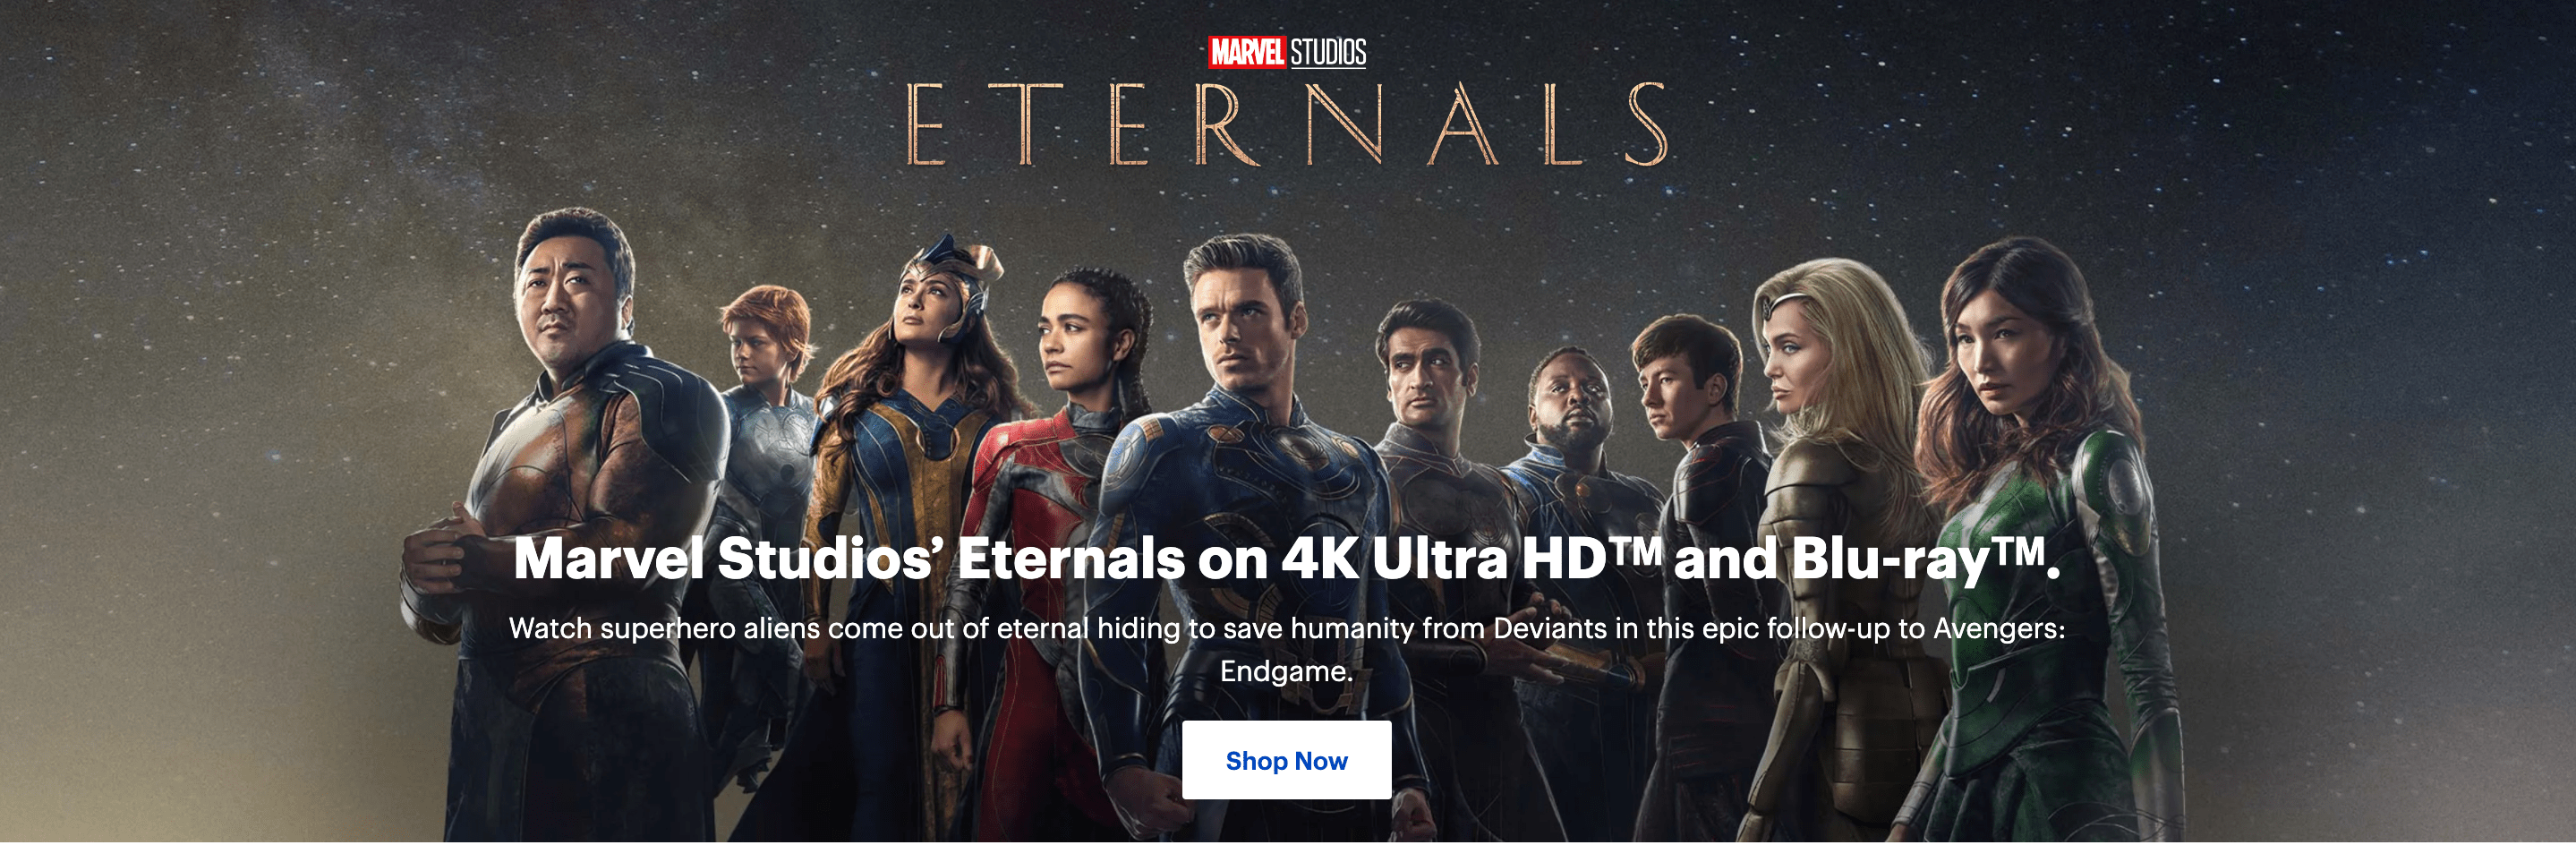 MARVEL STUDIOS
ETERNALS
Marvel Studios’ Eternals on 4K Ultra HD™ and Blu-ray™.
Watch superhero aliens come out of eternal hiding to save humanity from Deviants in this epic follow-up to Avengers:
Endgame.
Shop Now